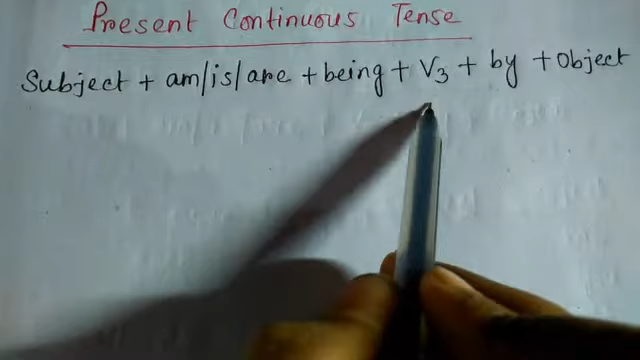 Present Continuous Tense
Subject + am/is/are + being + V3 + by + Object